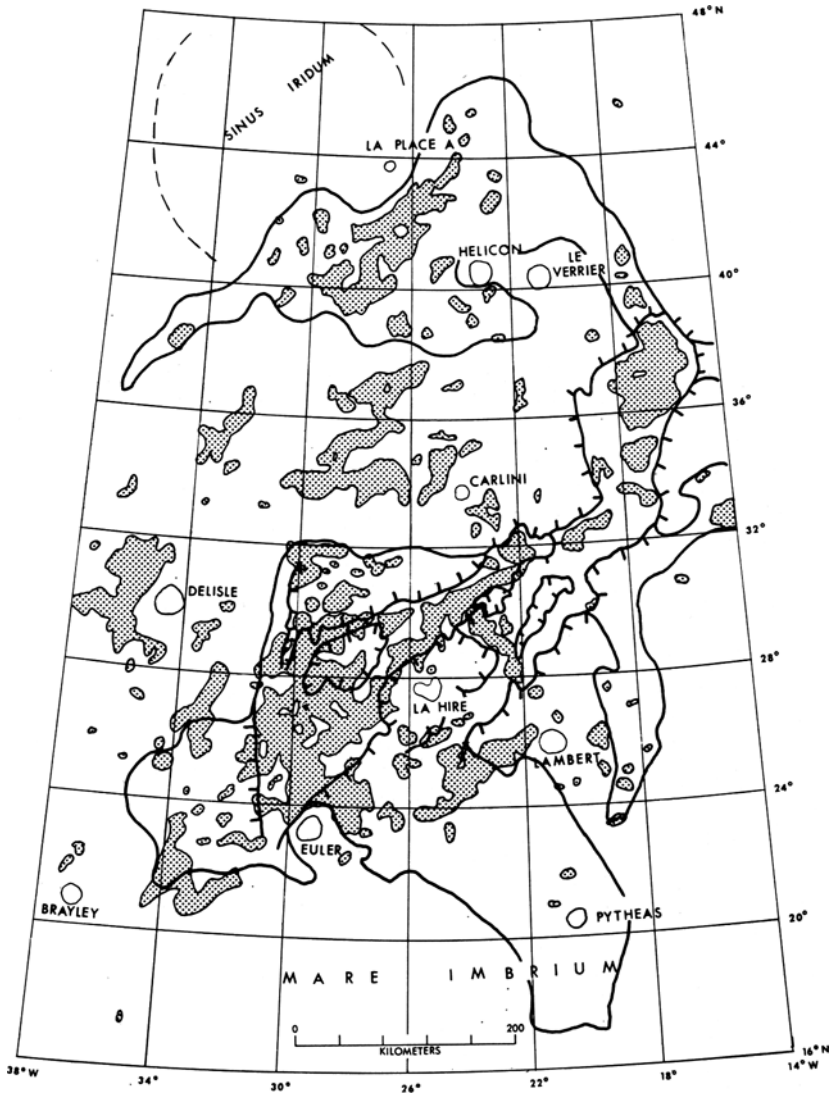 48°N
SINUS IRIDUM
44°
LA PLACE A
HELICON
LE
VERRIER
40°
36°
CARLINI
32°
DELISLE
28°
LA HIRE
LAMBERT
24°
EULER
BRAYLEY
PYTHEAS
20°
MARE IMBRIUM
0 200
KILOMETERS
16°N
38°W 34° 30° 26° 22° 18° 14°W